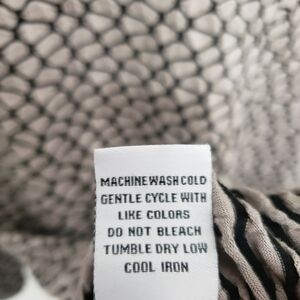 MACHINE WASH COLD
GENTLE CYCLE WITH
LIKE COLORS
DO NOT BLEACH
TUMBLE DRY LOW
COOL IRON